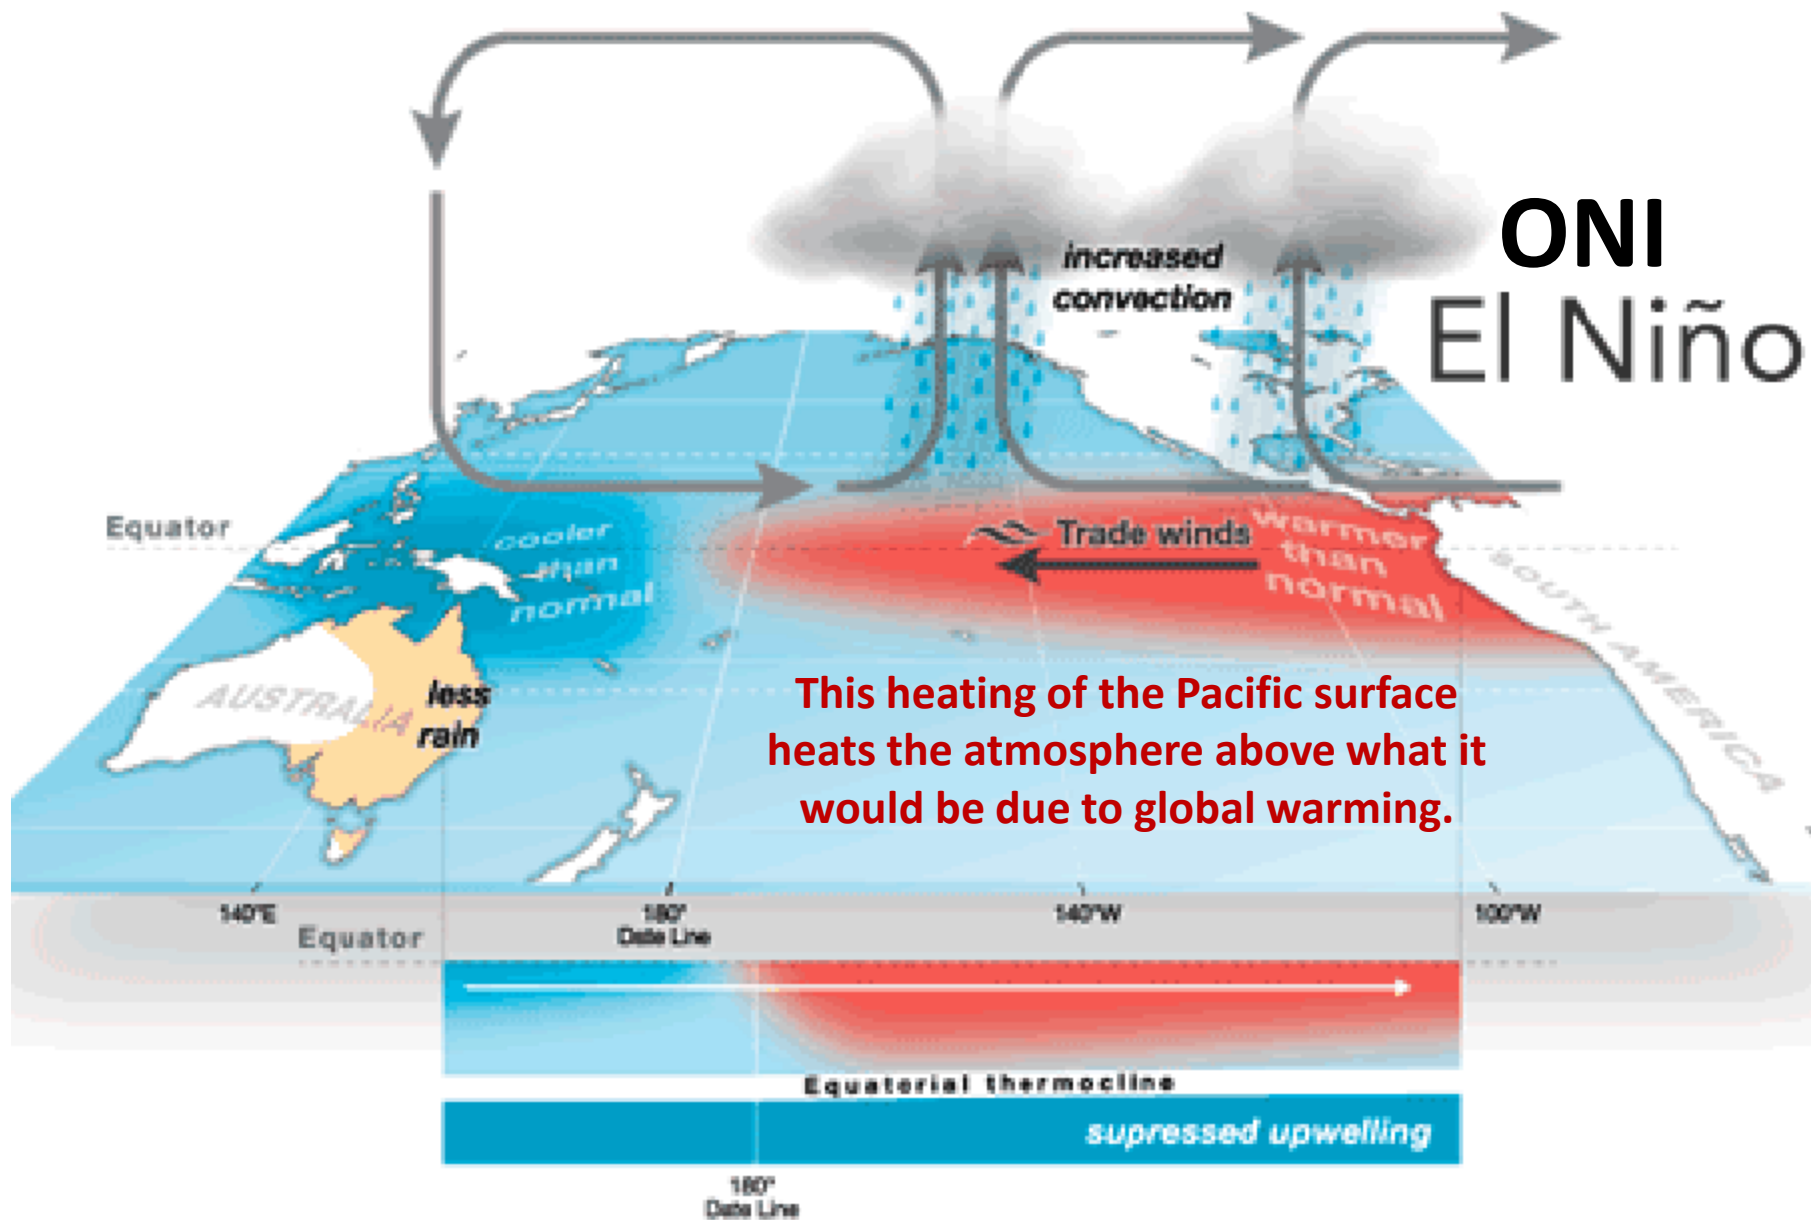 ONI
El Niño
increased
convection
Equator
cooler
than
normal
Trade winds
warmer
than
normal
SOUTH AMERICA
AUSTRALIA
less
rain
This heating of the Pacific surface
heats the atmosphere above what it
would be due to global warming.
140°E
180°
Date Line
140°W
100°W
Equator
Equatorial thermocline
supressed upwelling
180°
Date Line